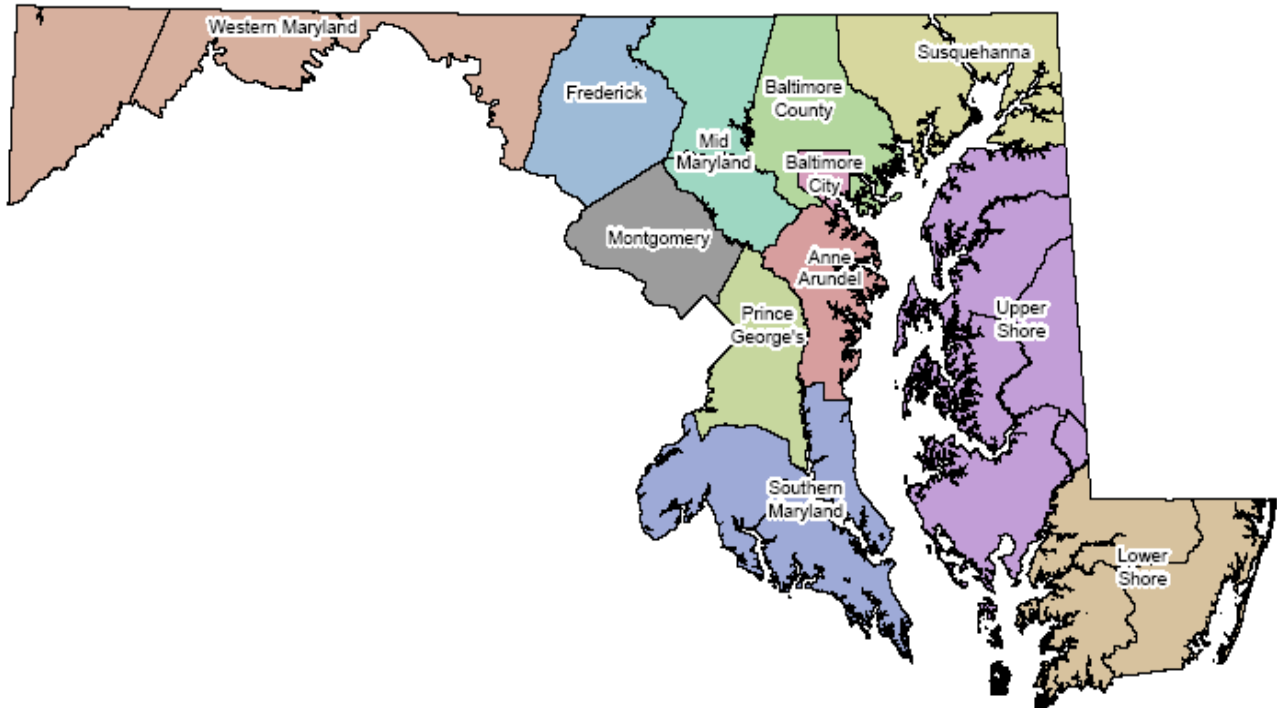 Western Maryland
Susquehanna
Frederick
Baltimore
County
Mid
Maryland
Baltimore
City
Montgomery
Anne
Arundel
Prince
George's
Upper
Shore
Southern
Maryland
Lower
Shore